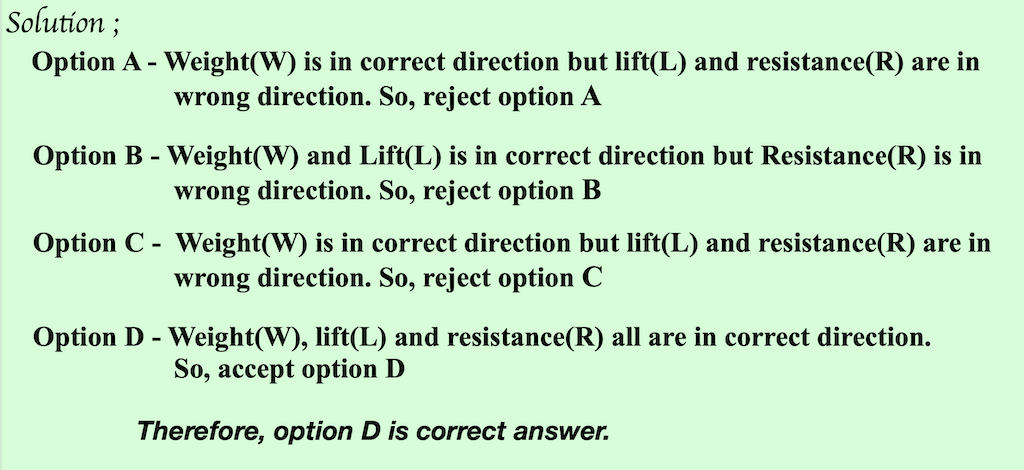 Solution ;
Option A - Weight(W) is in correct direction but lift(L) and resistance(R) are in
wrong direction. So, reject option A
Option B - Weight(W) and Lift(L) is in correct direction but Resistance(R) is in
wrong direction. So, reject option B
Option C - Weight(W) is in correct direction but lift(L) and resistance(R) are in
wrong direction. So, reject option C
Option D - Weight(W), lift(L) and resistance(R) all are in correct direction.
So, accept option D
Therefore, option D is correct answer.